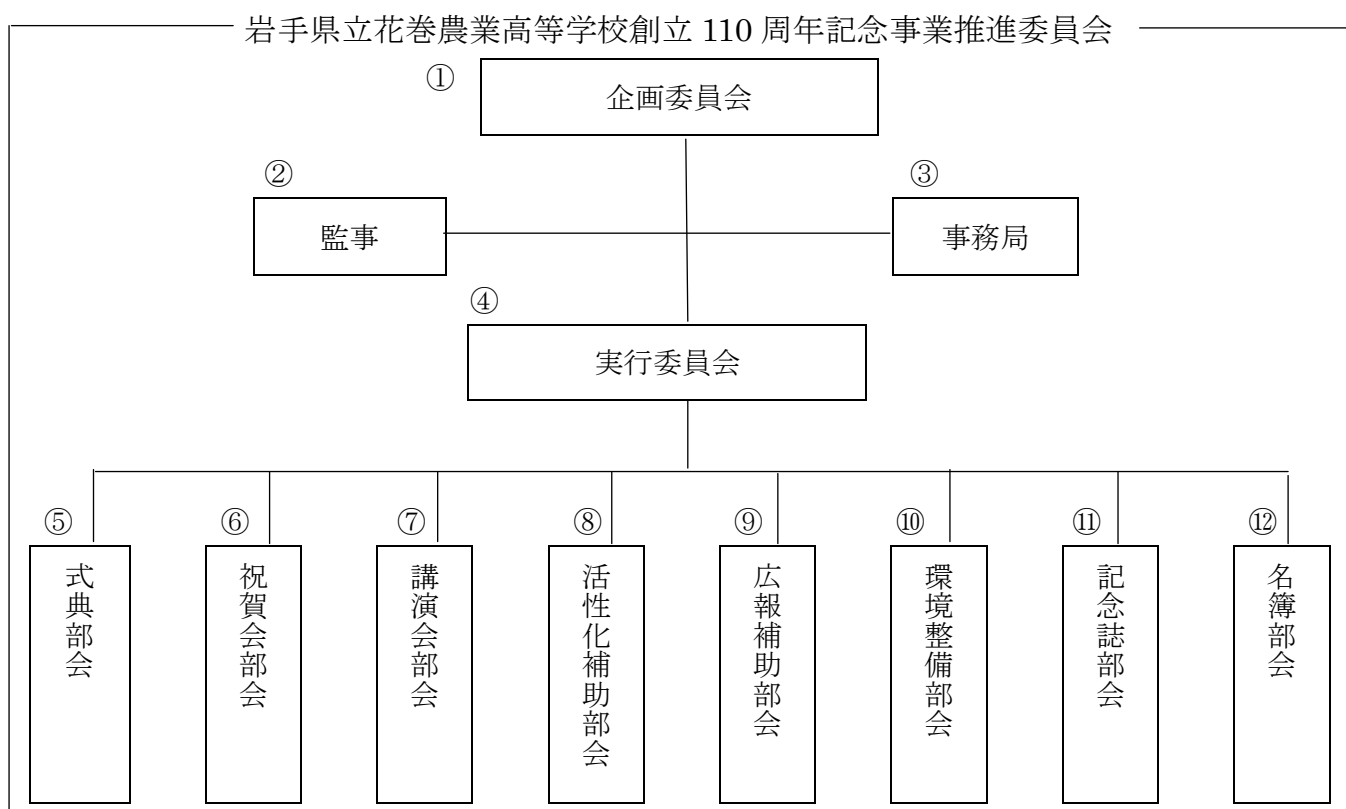 岩手県立花巻農業高等学校創立 110 周年記念事業推進委員会
①
企画委員会
②
監事
③
事務局
④
実行委員会
⑤
式典部会
⑥
祝賀会部会
⑦
講演会部会
⑧
活性化補助部会
⑨
広報補助部会
⑩
環境整備部会
⑪
記念誌部会
⑫
名簿部会